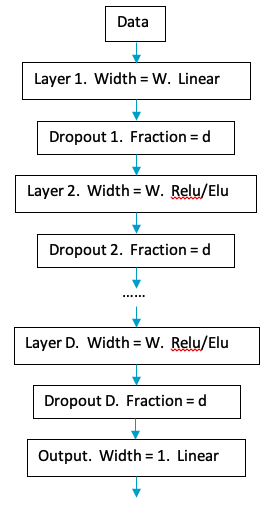 Data
Layer 1.  Width = W.  Linear
Dropout 1.  Fraction = d
Layer 2.  Width = W.  Relu/Elu
Dropout 2.  Fraction = d
......
Layer D.  Width = W.  Relu/Elu
Dropout D.  Fraction = d
Output.  Width = 1.  Linear